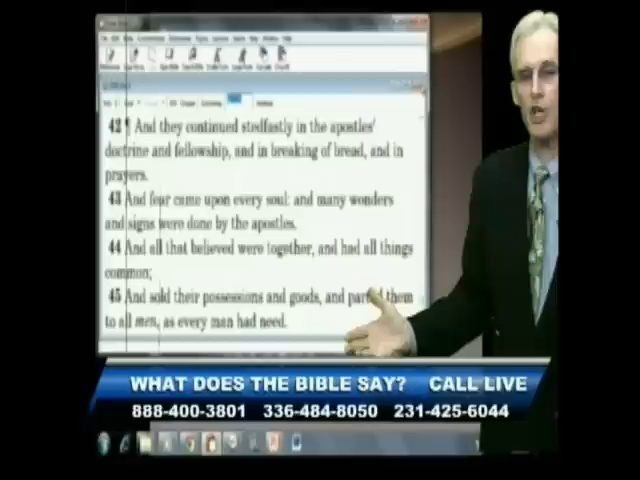 42¶ And they continued stedfastly in the apostles'
doctrine and fellowship, and in breaking of bread, and in
prayers.
43 And fear came upon every soul: and many wonders
and signs were done by the apostles.
44 And all that believed were together, and had all things
common;
45 And sold their possessions and goods, and parted them
to all men, as every man had need.
WHAT DOES THE BIBLE SAY? CALL LIVE
888-400-3801 336-484-8050 231-425-6044